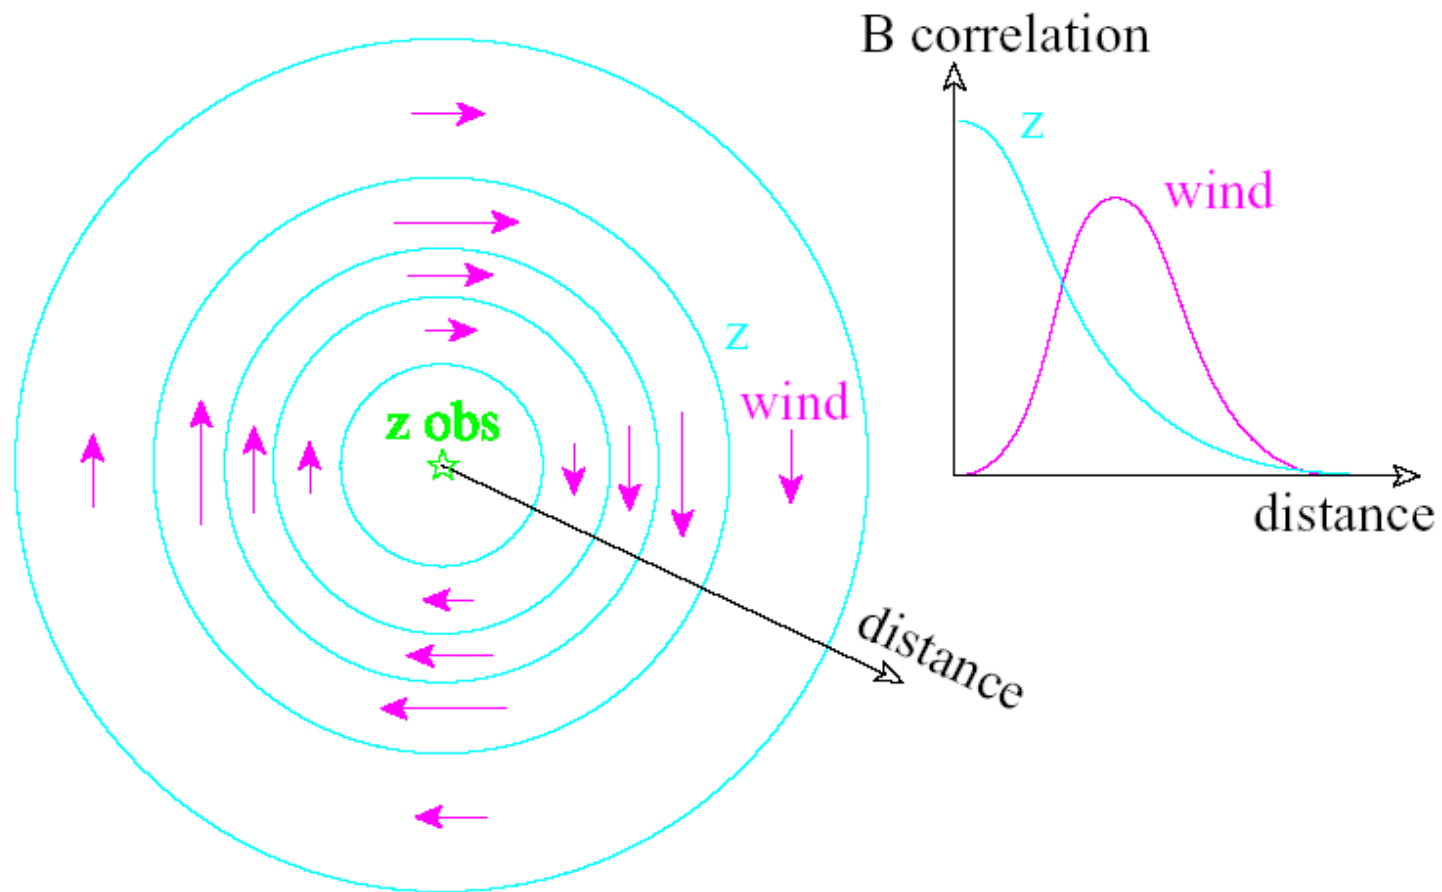 B correlation
z
wind
z
wind
z obs
distance
distance